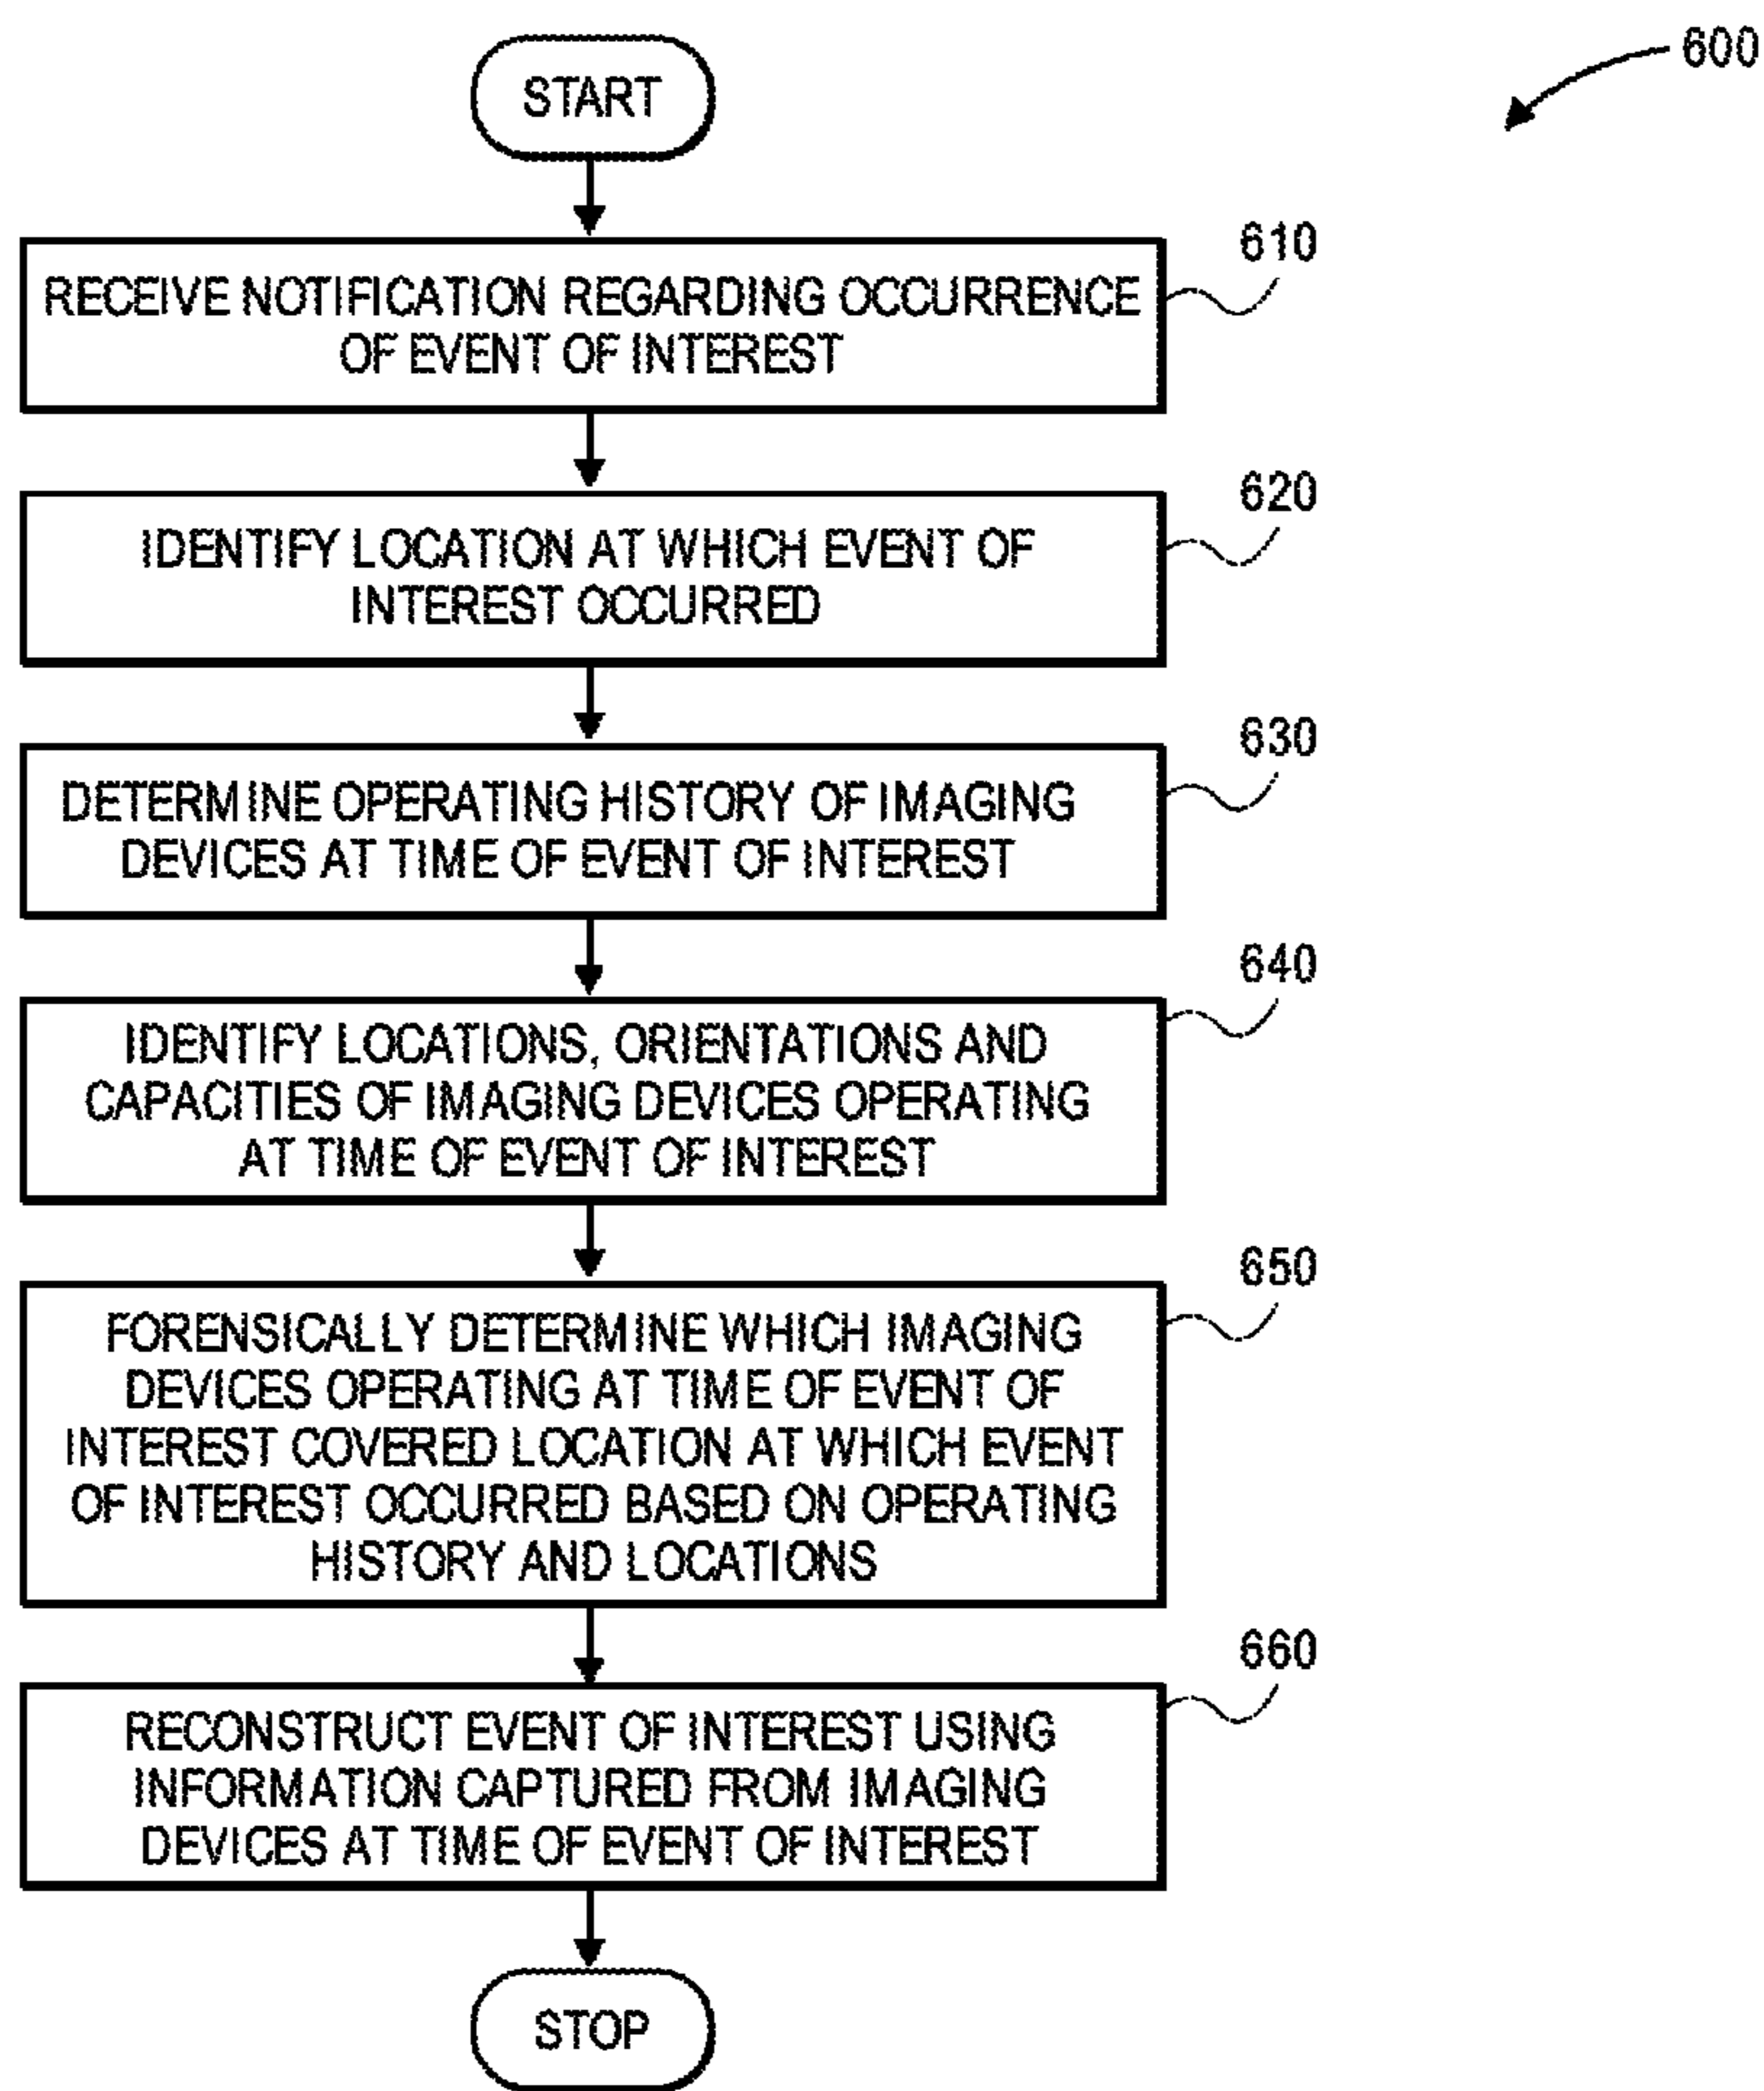 600
START
610
RECEIVE NOTIFICATION REGARDING OCCURRENCE
OF EVENT OF INTEREST
620
IDENTIFY LOCATION AT WHICH EVENT OF
INTEREST OCCURRED
630
DETERMINE OPERATING HISTORY OF IMAGING
DEVICES AT TIME OF EVENT OF INTEREST
640
IDENTIFY LOCATIONS, ORIENTATIONS AND
CAPACITIES OF IMAGING DEVICES OPERATING
AT TIME OF EVENT OF INTEREST
650
FORENSICALLY DETERMINE WHICH IMAGING
DEVICES OPERATING AT TIME OF EVENT OF
INTEREST COVERED LOCATION AT WHICH EVENT
OF INTEREST OCCURRED BASED ON OPERATING
HISTORY AND LOCATIONS
660
RECONSTRUCT EVENT OF INTEREST USING
INFORMATION CAPTURED FROM IMAGING
DEVICES AT TIME OF EVENT OF INTEREST
STOP